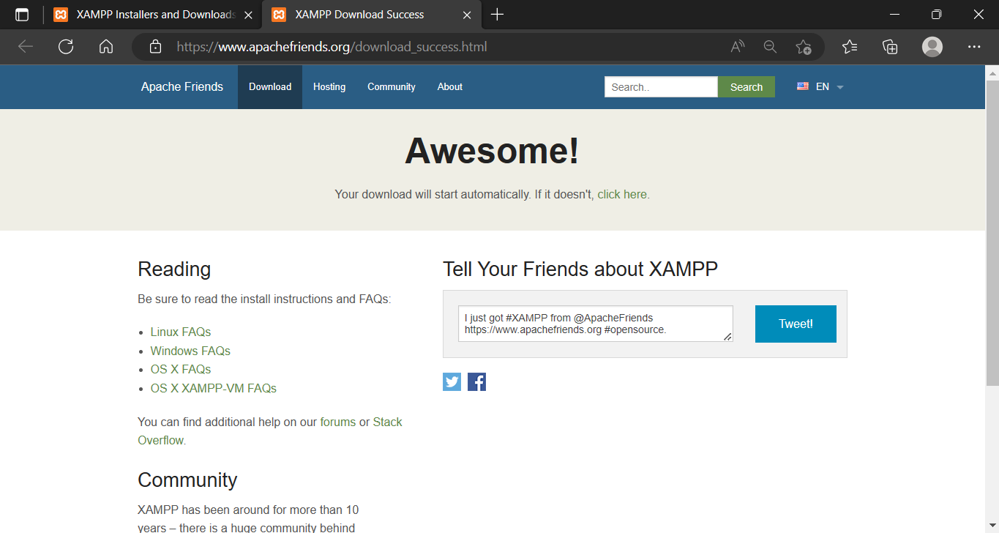 XAMPP Installers and Downloads
XAMPP Download Success
https://www.apachefriends.org/download_success.html
Apache Friends
Download
Hosting
Community
About
Search..
Search
EN
Awesome!
Your download will start automatically. If it doesn't, click here.
Reading
Be sure to read the install instructions and FAQs:
Linux FAQs
Windows FAQs
OS X FAQs
OS X XAMPP-VM FAQs
You can find additional help on our forums or Stack
Overflow.
Community
XAMPP has been around for more than 10
years – there is a huge community behind
Tell Your Friends about XAMPP
I just got #XAMPP from @ApacheFriends
https://www.apachefriends.org #opensource.
Tweet!